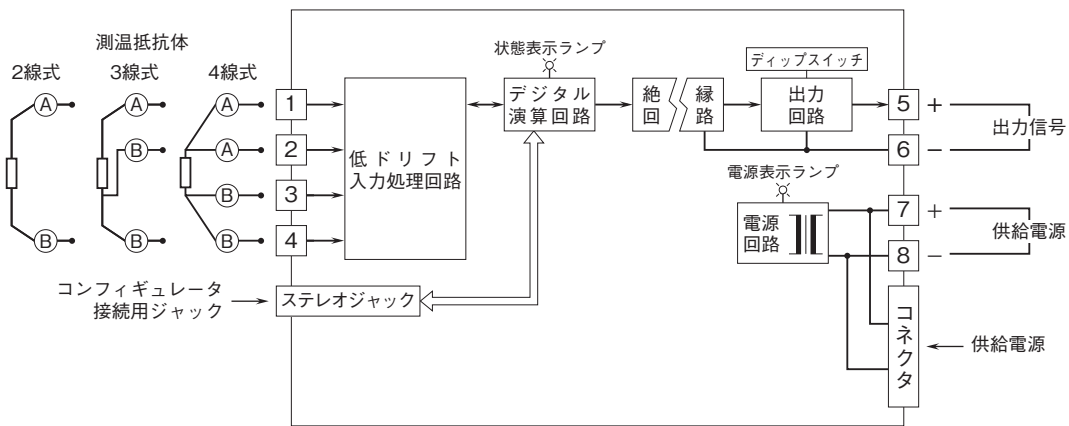 測温抵抗体
2線式
3線式
4線式
A
B
A
B
B
A
A
B
B
1
2
3
4
低ドリフト
入力処理回路
状態表示ランプ
デジタル
演算回路
絶縁
回路
ディップスイッチ
出力
回路
5
+
6
−
出力信号
電源表示ランプ
電源
回路
7
+
8
−
供給電源
コンフィギュレータ
接続用ジャック
ステレオジャック
コネクタ
供給電源